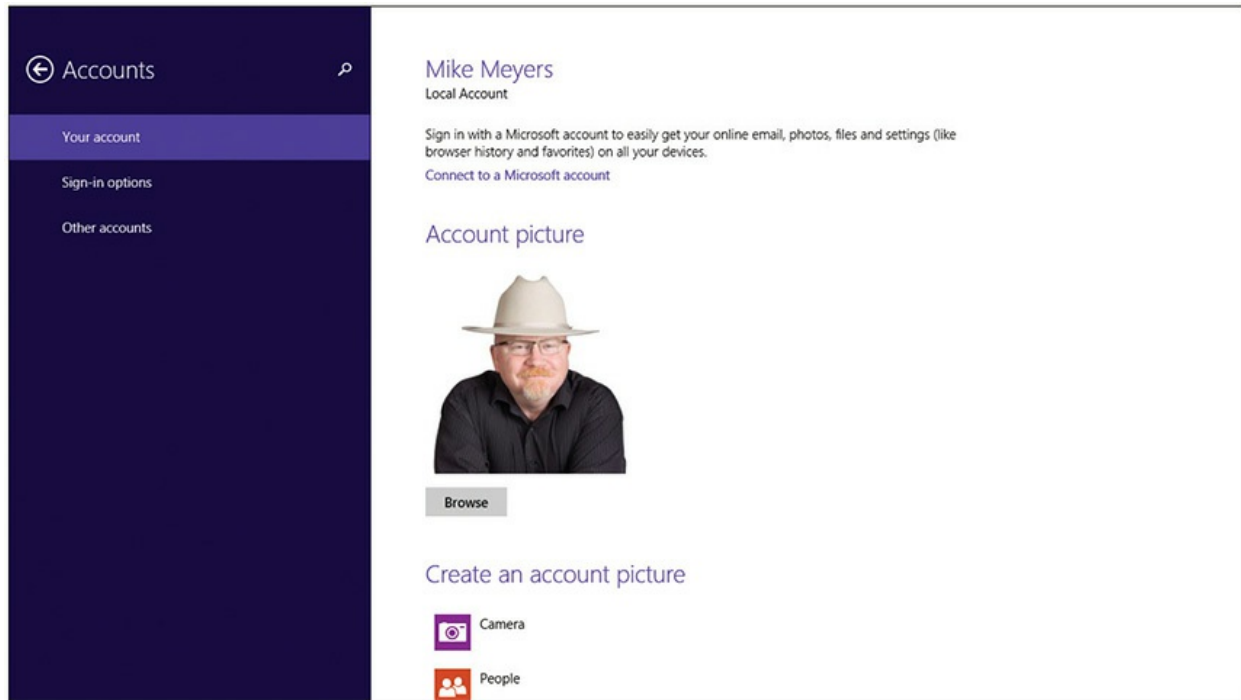 Accounts
Your account
Sign-in options
Other accounts
Mike Meyers
Local Account
Sign in with a Microsoft account to easily get your online email, photos, files and settings (like
browser history and favorites) on all your devices.
Connect to a Microsoft account
Account picture
Browse
Create an account picture
Camera
People